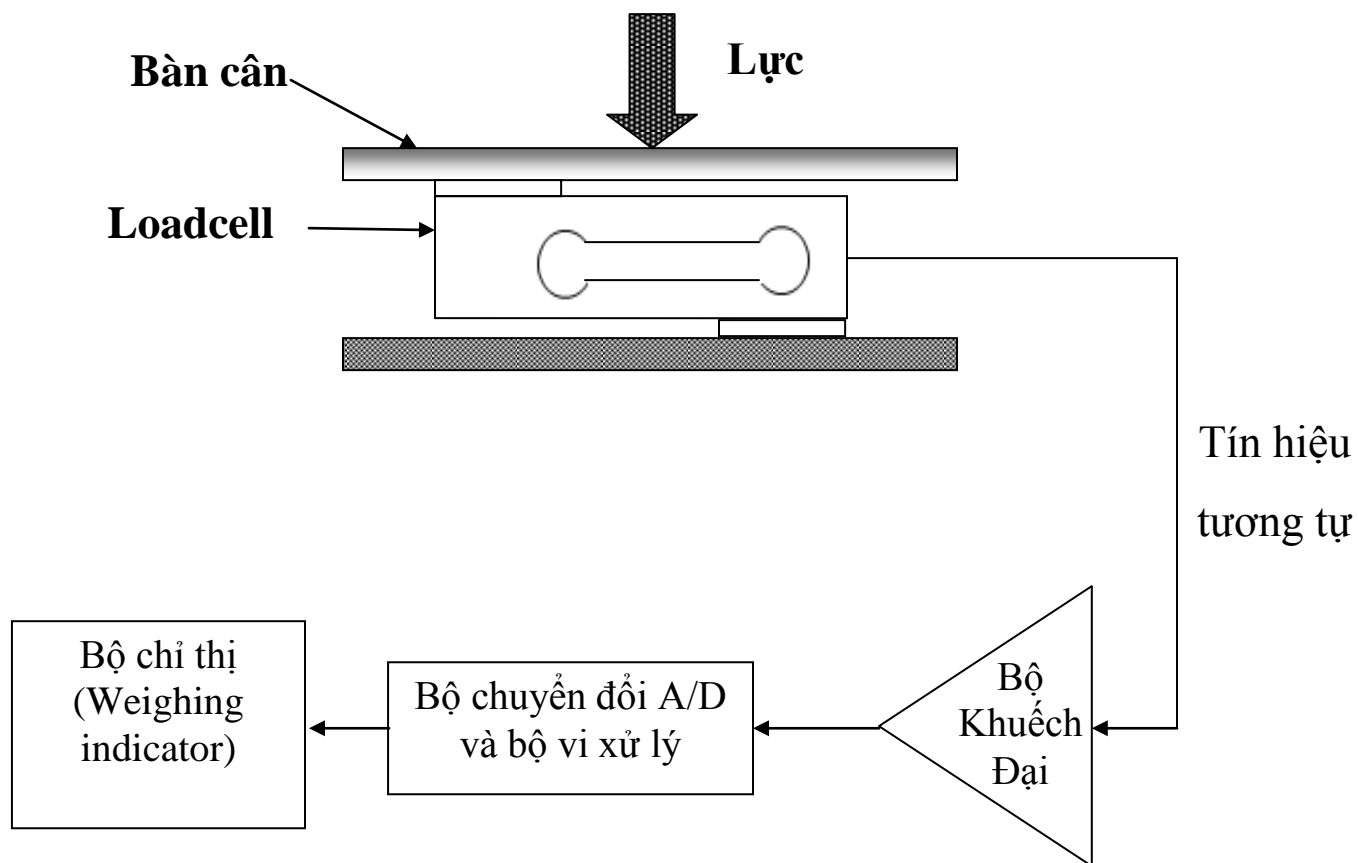 Lực
Bàn cân
Loadcell
Tín hiệu
tương tự
Bộ
Khuếch
Đại
Bộ chuyển đổi A/D
và bộ vi xử lý
Bộ chỉ thị
(Weighing
indicator)